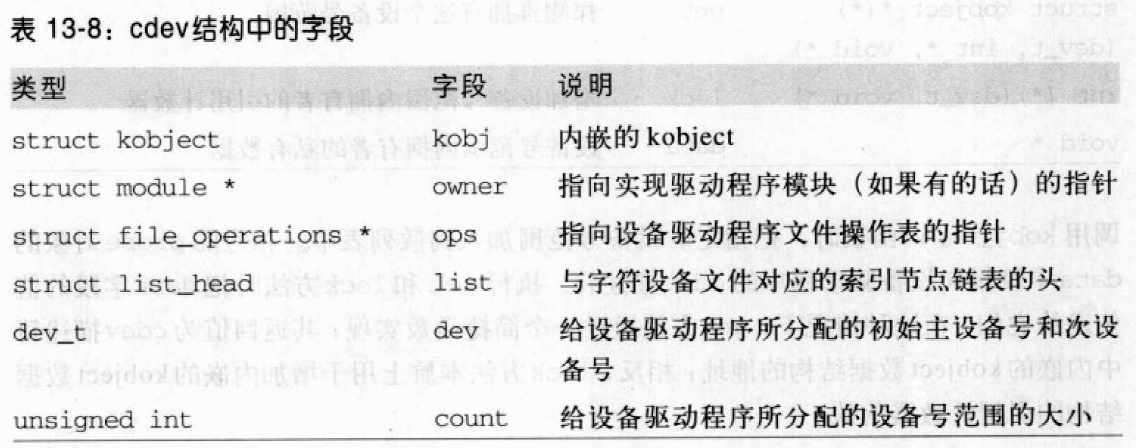 表 13-8：cdev结构中的字段
类型 字段 说明
struct kobject kobj 内嵌的 kobject
struct module * owner 指向实现驱动程序模块（如果有的话）的指针
struct file_operations * ops 指向设备驱动程序文件操作表的指针
struct list_head list 与字符设备文件对应的索引节点链表的头
dev_t dev 给设备驱动程序所分配的初始主设备号和次设
备号
unsigned int count 给设备驱动程序所分配的设备号范围的大小